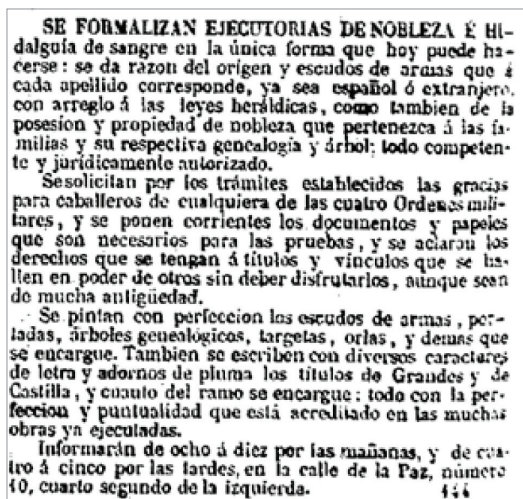 SE FORMALIZAN EJECUTORIAS DE NOBLEZA É HI-
dalguía de sangre en la única forma que hoy puede ha-
cerse: se da razon del orígen y escudos de armas que á
cada apellido corresponde, ya sea español ó extranjero,
con arreglo á las leyes heráldicas, como tambien de la
posesion y propiedad de nobleza que pertenezca á las fa-
milias y su respectiva genealogía y árbol: todo competen-
te y jurídicamente autorizado.
Sesolicitan por los trámites establecidos las gracias
para caballeros de cualquiera de las cuatro Ordenes mili-
tares, y se ponen corrientes los documentos y papeles
que son necesarios para las pruebas, y se aclaran los
derechos que se tengan á títulos y vínculos que se ha-
llen en poder de otros sin deber disfrutarlos, aunque sean
de mucha antigüedad.
Se pintan con perfeccion los escudos de armas, por-
tadas, árboles genealógicos, targetas, orlas, y demas que
se encargue. Tambien se escriben con diversos caracteres
de letra y adornos de pluma los títulos de Grandes y de
Castilla, y cuanto del ramo se encargue: todo con la per-
feccion y puntualidad que está acreditado en las muchas
obras ya ejecutadas.
Informarán de ocho á diez por las mañanas, y de cua-
tro á cinco por las tardes, en la calle de la Paz, número
10, cuarto segundo de la izquierda.